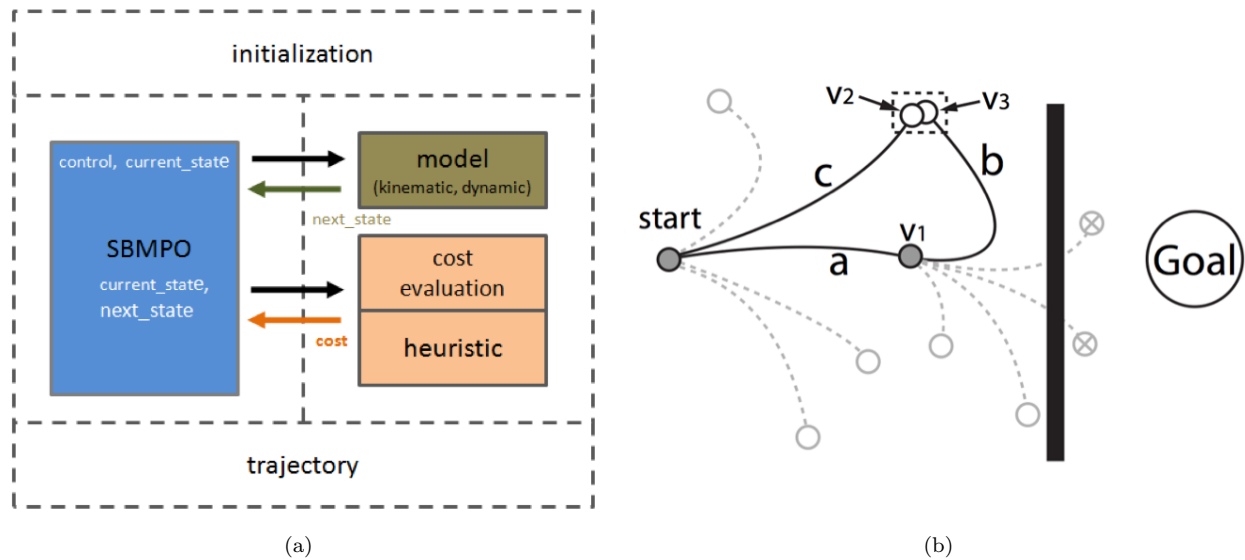 initialization
control, current_state
model
(kinematic, dynamic)
next_state
SBMPO
current_state,
next_state
cost
evaluation
cost
heuristic
trajectory
(a)
v2
v3
c
b
start
v1
a
Goal
(b)